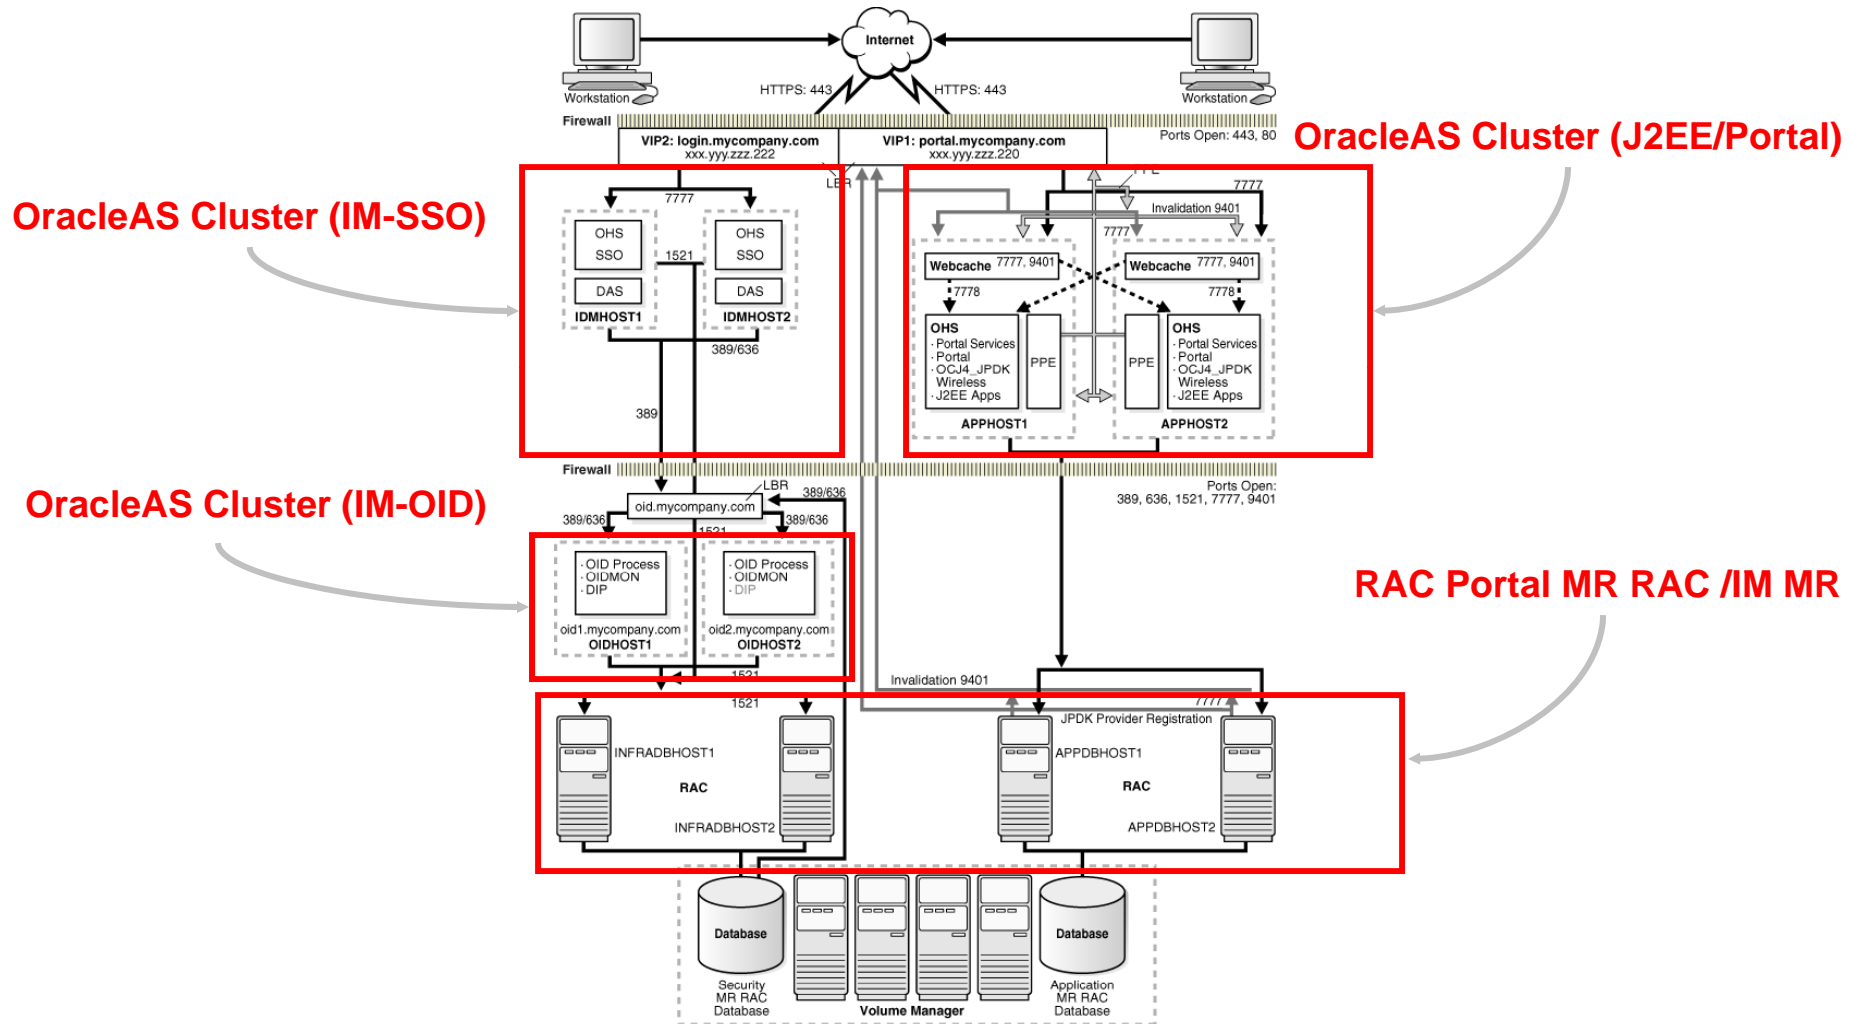 Internet
HTTPS: 443
HTTPS: 443
Workstation
Workstation
Firewall
Ports Open: 443, 80
VIP2: login.mycompany.com
xxx.yyy.zzz.222
VIP1: portal.mycompany.com
xxx.yyy.zzz.220
LBR
OracleAS Cluster (J2EE/Portal)
OracleAS Cluster (IM-SSO)
7777
OHS
SSO
DAS
IDMHOST1
1521
OHS
SSO
DAS
IDMHOST2
389/636
389
PPE
7777
Invalidation 9401
7777
Webcache 7777, 9401
Webcache 7777, 9401
7778
7778
OHS
· Portal Services
· Portal
· OCJ4_JPDK
Wireless
· J2EE Apps
PPE
APPHOST1
PPE
OHS
· Portal Services
· Portal
· OCJ4_JPDK
Wireless
· J2EE Apps
APPHOST2
Firewall
Ports Open:
389, 636, 1521, 7777, 9401
OracleAS Cluster (IM-OID)
LBR
389/636
oid.mycompany.com
389/636
389/636
1521
· OID Process
· OIDMON
· DIP
oid1.mycompany.com
OIDHOST1
· OID Process
· OIDMON
· DIP
oid2.mycompany.com
OIDHOST2
1521
1521
RAC Portal MR RAC /IM MR
Invalidation 9401
7777
JPDK Provider Registration
INFRADBHOST1
RAC
INFRADBHOST2
APPDBHOST1
RAC
APPDBHOST2
Database
Security
MR RAC
Database
Volume Manager
Database
Application
MR RAC
Database